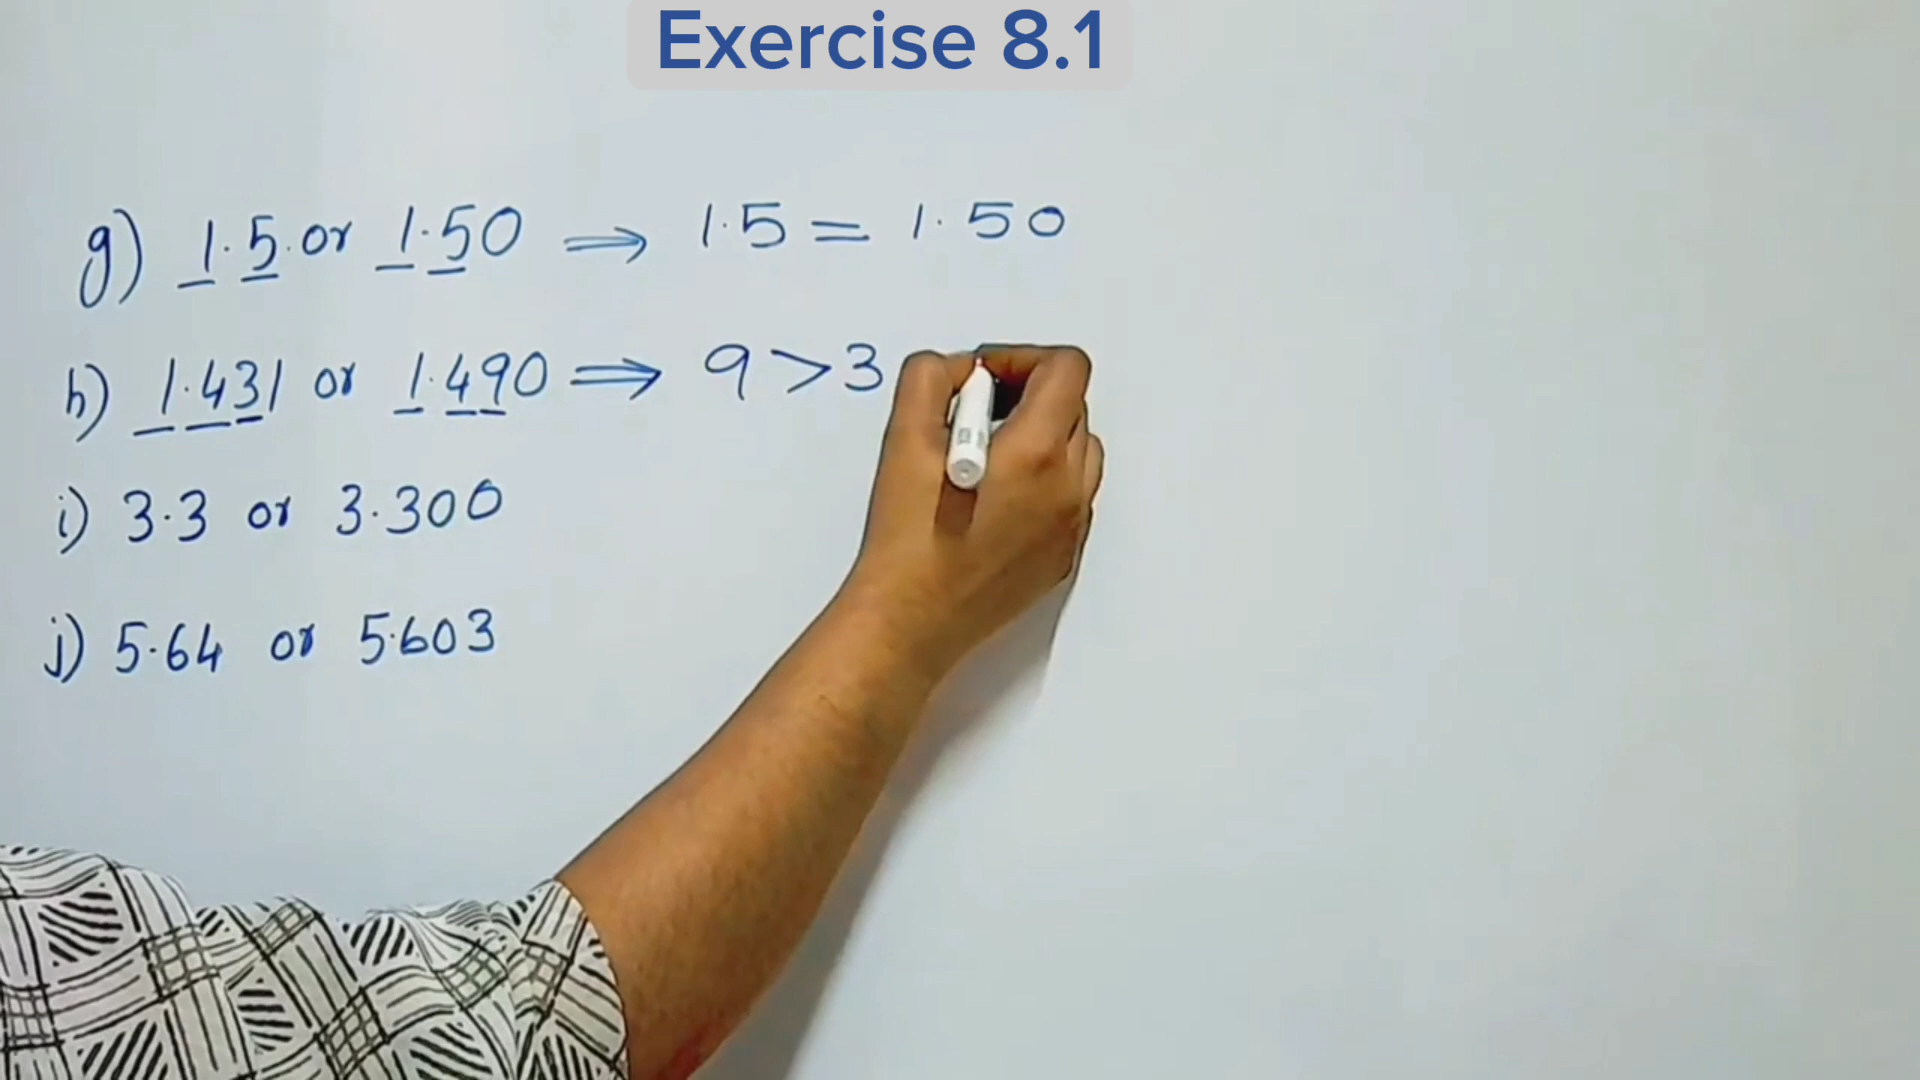 Exercise 8.1
g) 1.5 or 1.50 ⇒ 1.5 = 1.50
h) 1.431 or 1.490 ⇒ 9 > 3
i) 3.3 or 3.300
j) 5.64 or 5.603